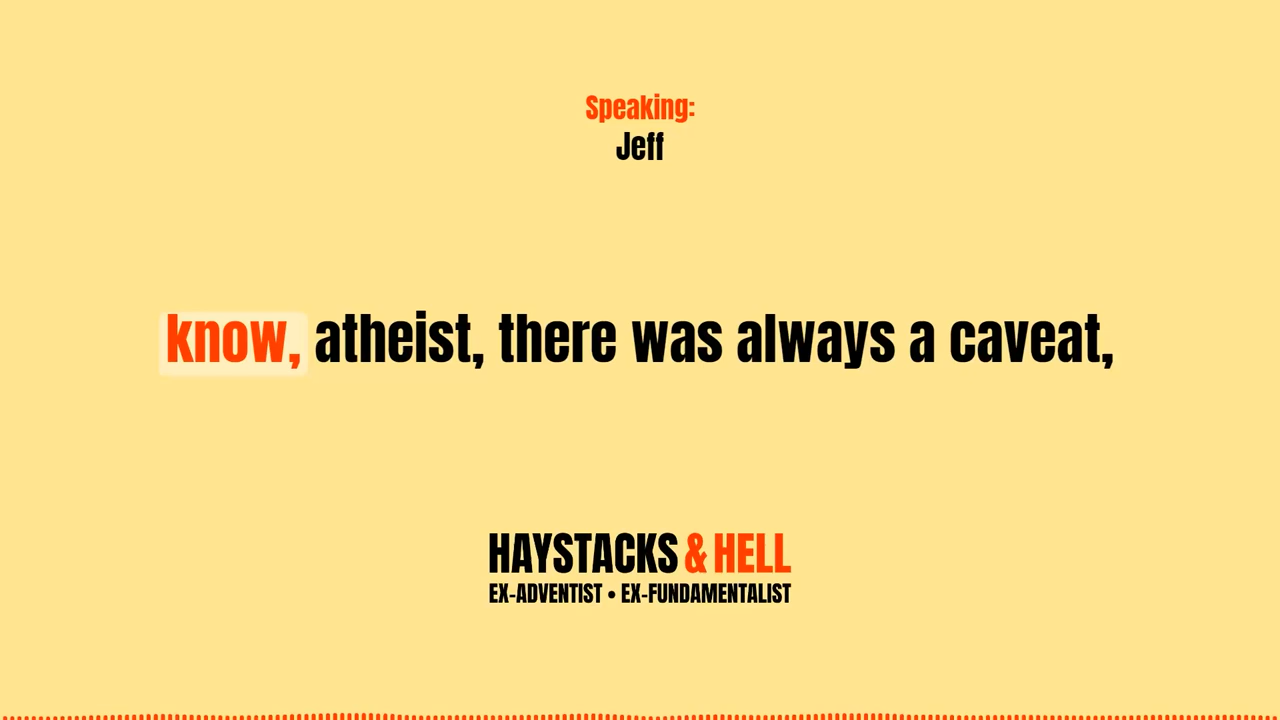 Speaking:
Jeff
know, atheist, there was always a caveat,
HAYSTACKS & HELL
EX-ADVENTIST • EX-FUNDAMENTALIST